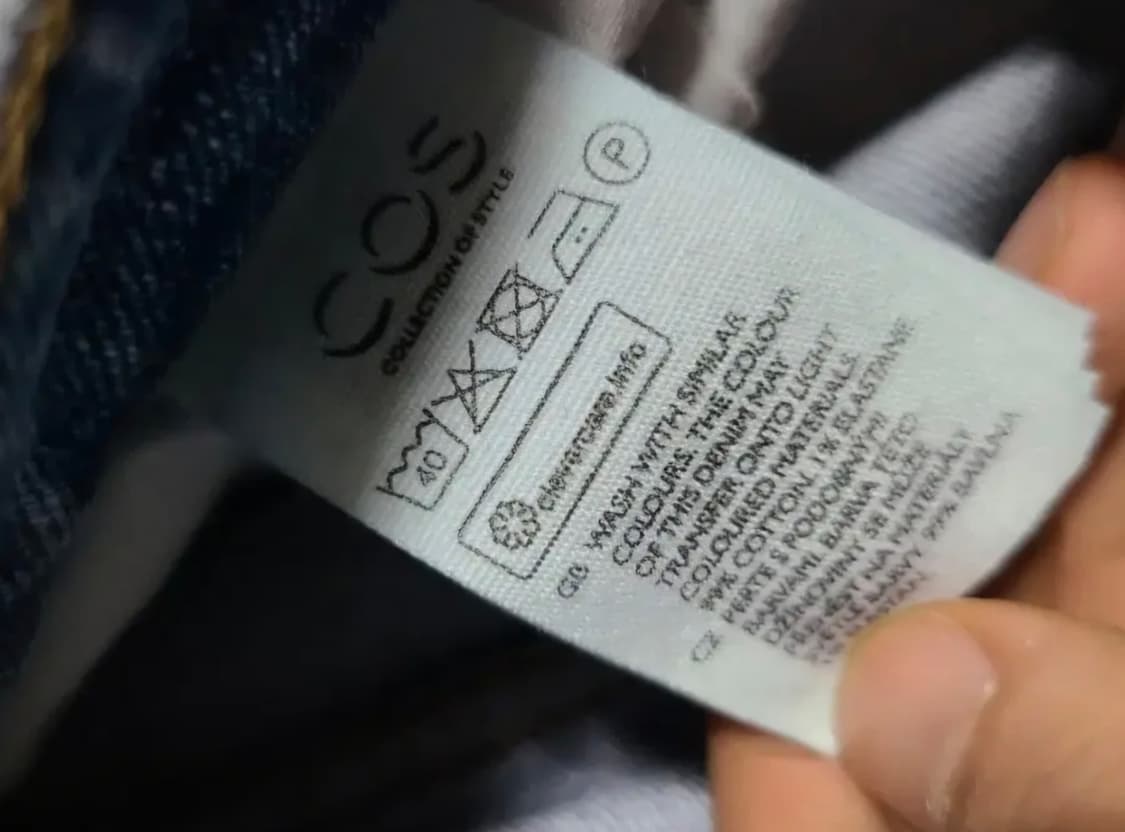 COS
COLLECTION OF STYLE
P
40
clevercare.info
GB WASH WITH SIMILAR
COLOURS. THE COLOUR
OF THIS DENIM MAY
TRANSFER ONTO LIGHT
COLOURED MATERIALS.
99% COTTON, 1% ELASTANE
CZ PERTE S PODOBNÝMI
BARVAMI. BARVA TÉTO
DŽÍNOVINY SE MŮŽE
NA MATERIÁLY
BARVY. 99% BAVLNA